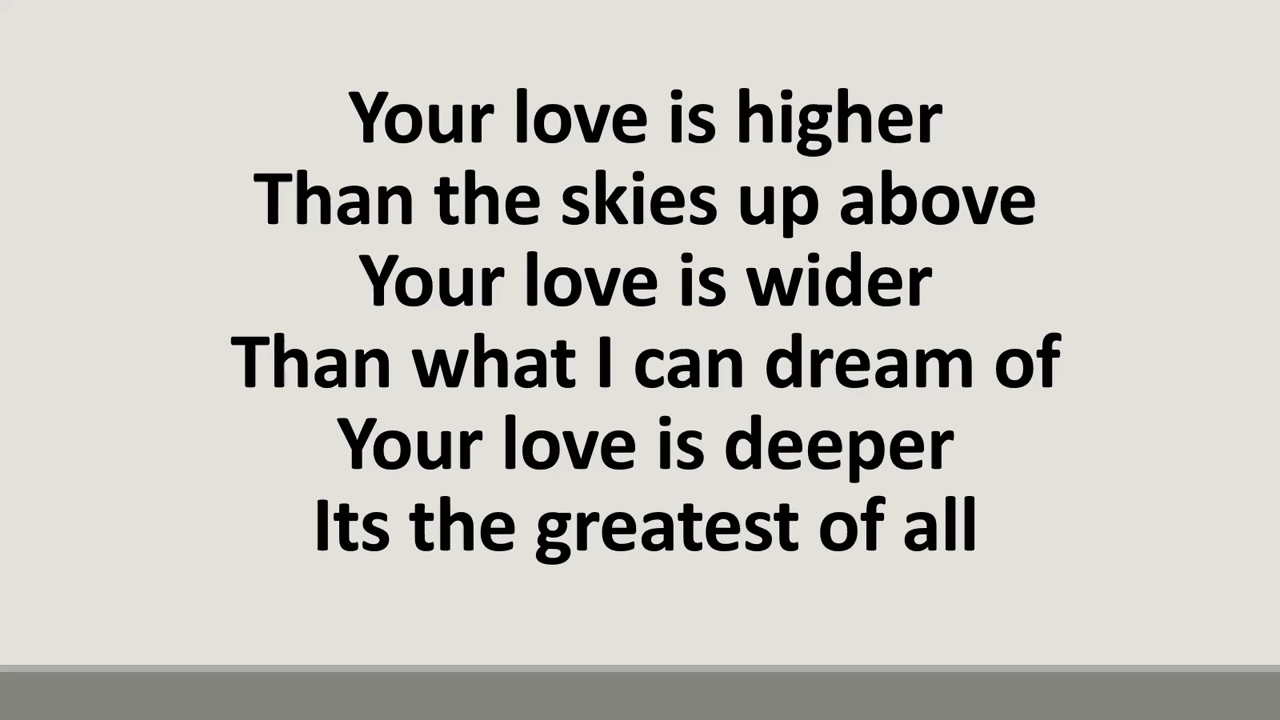 Your love is higher
Than the skies up above
Your love is wider
Than what I can dream of
Your love is deeper
Its the greatest of all